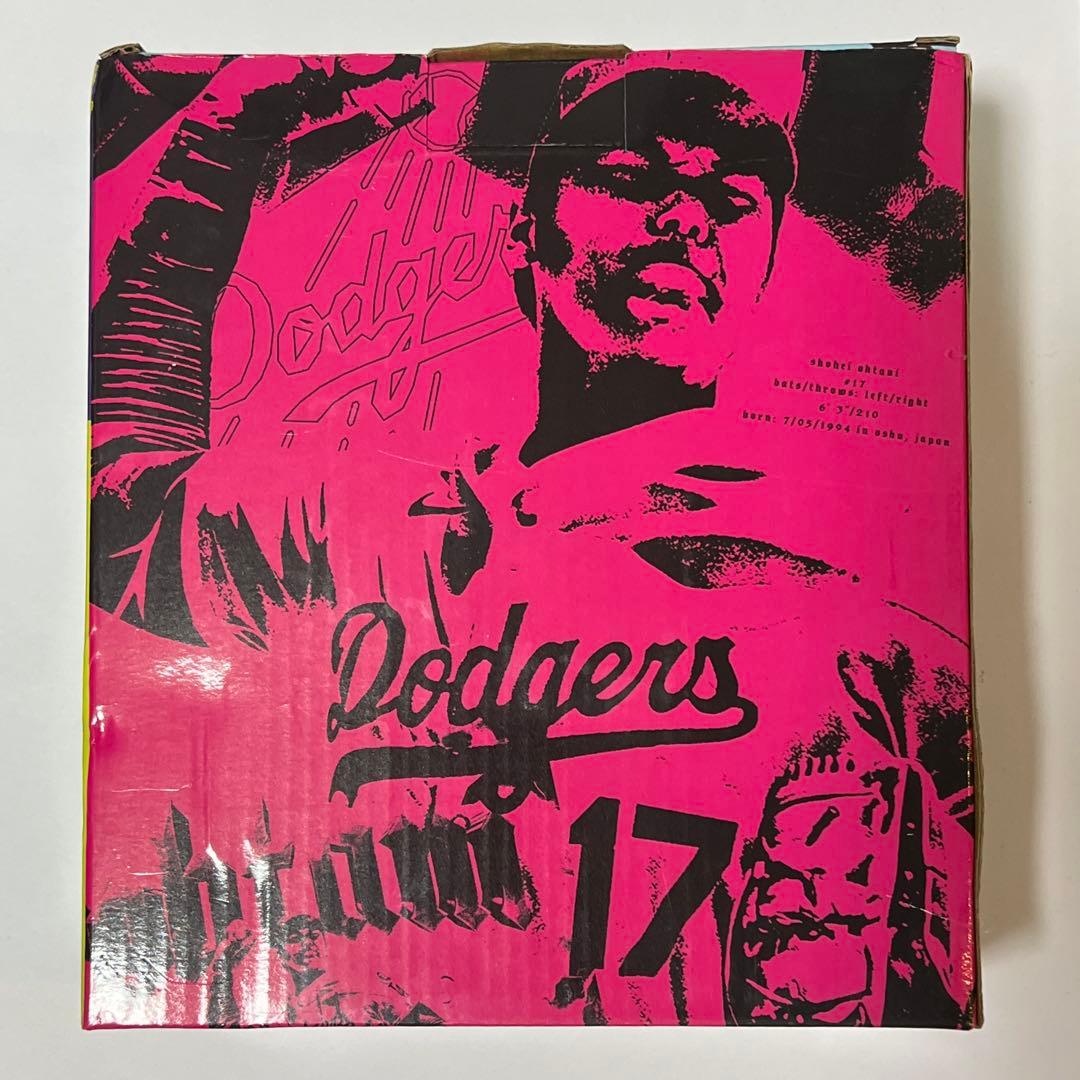 Dodgers
shohei ohtani
#17
bats/throws: left/right
6' 3"/210
born: 7/05/1994 in oshu, japan
Dodgers
ohtani
17